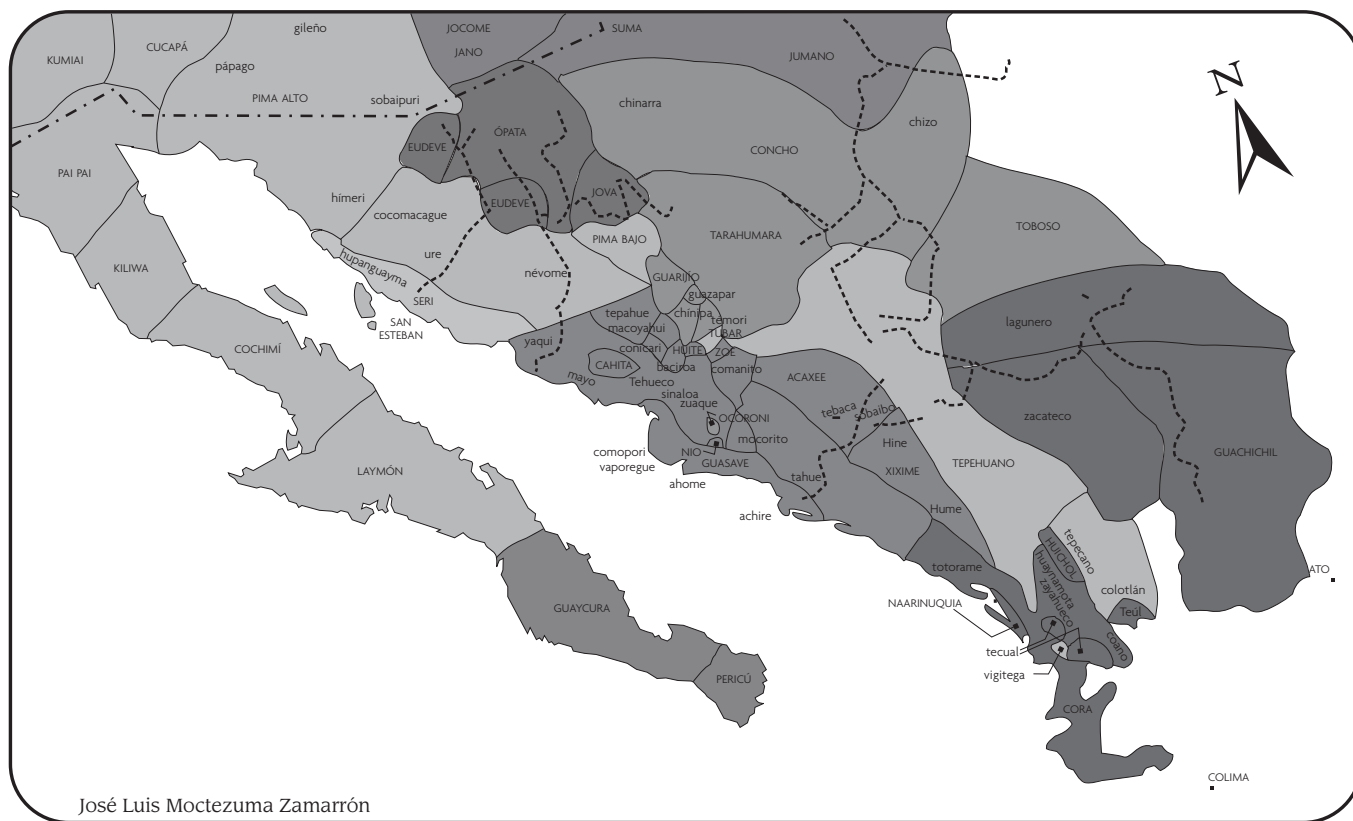 gileño
JOCOME
SUMA
CUCAPÁ
JANO
KUMIAI
JUMANO
pápago
N
PIMA ALTO
sobaipuri
chinarra
chizo
ÓPATA
EUDEVE
CONCHO
PAI PAI
JOVA
hímeri
EUDEVE
cocomacague
TOBOSO
TARAHUMARA
PIMA BAJO
ure
KILIWA
hupanguayma
névome
GUARIJÍO
guazapar
SERI
chínipa
tepahue
témori
lagunero
SAN
ESTEBAN
macoyahui
TUBAR
yaqui
COCHIMÍ
conicari
HUITE
ZOE
CAHITA
baciroa
comanito
ACAXEE
mayo
Tehueco
sinaloa
zuaque
tebaca
sobaibo
zacateco
OCORONI
mocorito
Hine
comopori
vaporegue
NIO
GUASAVE
TEPEHUANO
GUACHICHIL
LAYMÓN
tahue
XIXIME
ahome
achire
Hume
tepecano
HUICHOL
huaynamota
zayahueco
totorame
ATO
colotlán
NAARINUQUIA
GUAYCURA
Teúl
coano
tecual
vigitega
PERICÚ
CORA
COLIMA
José Luis Moctezuma Zamarrón